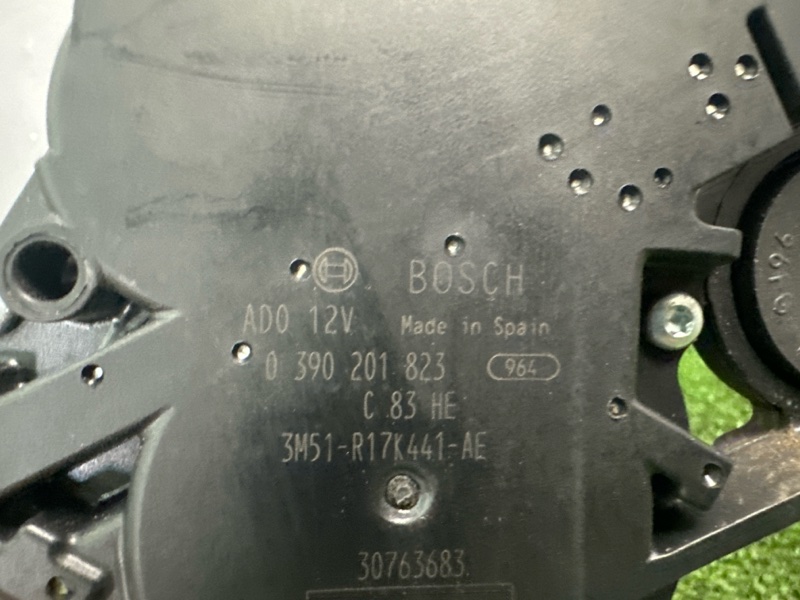 BOSCH
ADO 12V Made in Spain
0 390 201 823 964
C 83 HE
3M51-R17K441-AE
30763683